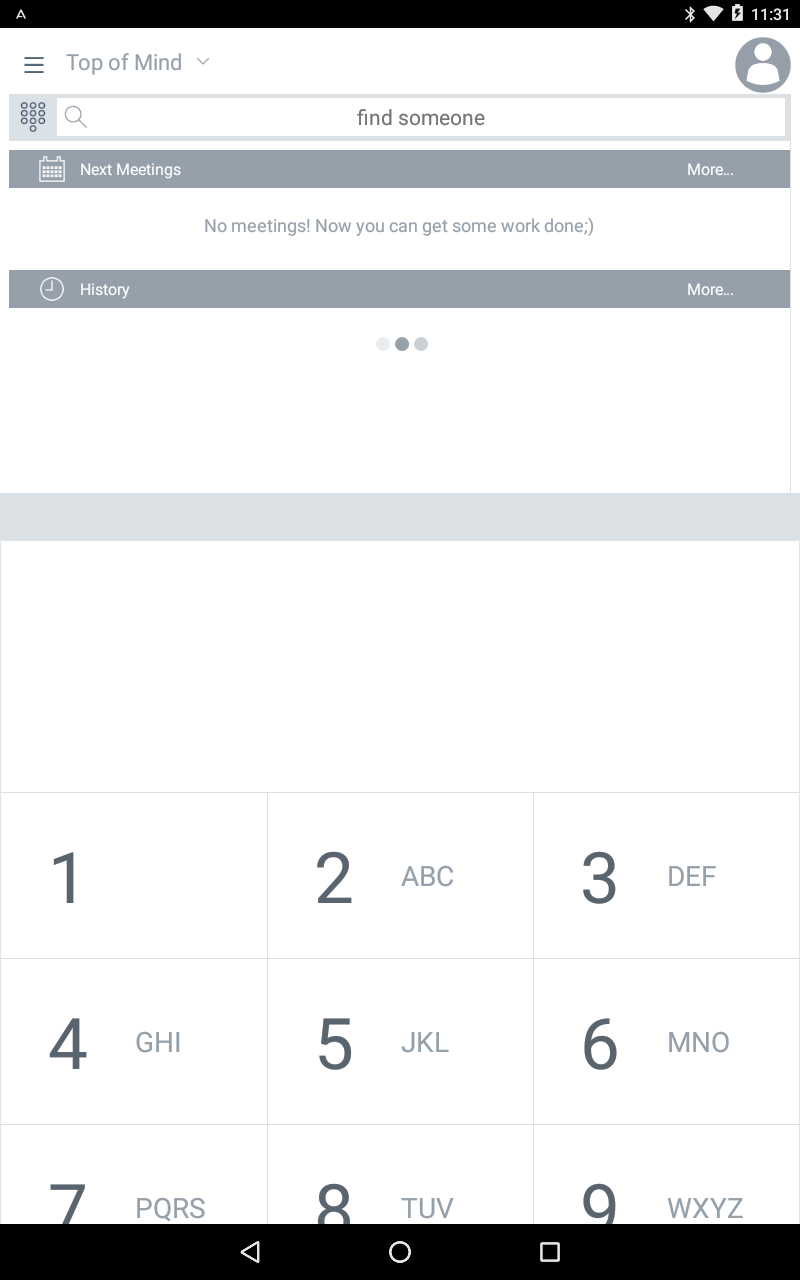 11:31
Top of Mind
find someone
Next Meetings More...
No meetings! Now you can get some work done;)
History More...
1 2 ABC 3 DEF
4 GHI 5 JKL 6 MNO
7 PQRS 8 TUV 9 WXYZ